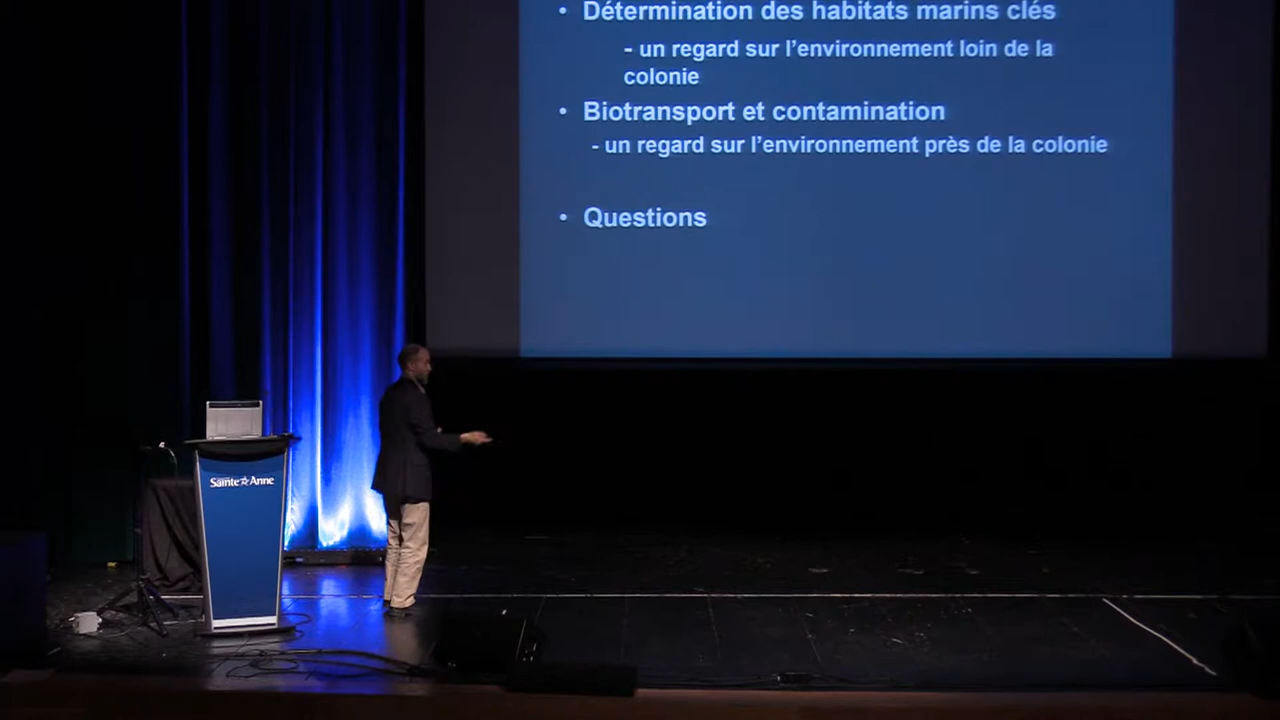 • Détermination des habitats marins clés
- un regard sur l’environnement loin de la
colonie
• Biotransport et contamination
- un regard sur l’environnement près de la colonie
• Questions
Sainte Anne